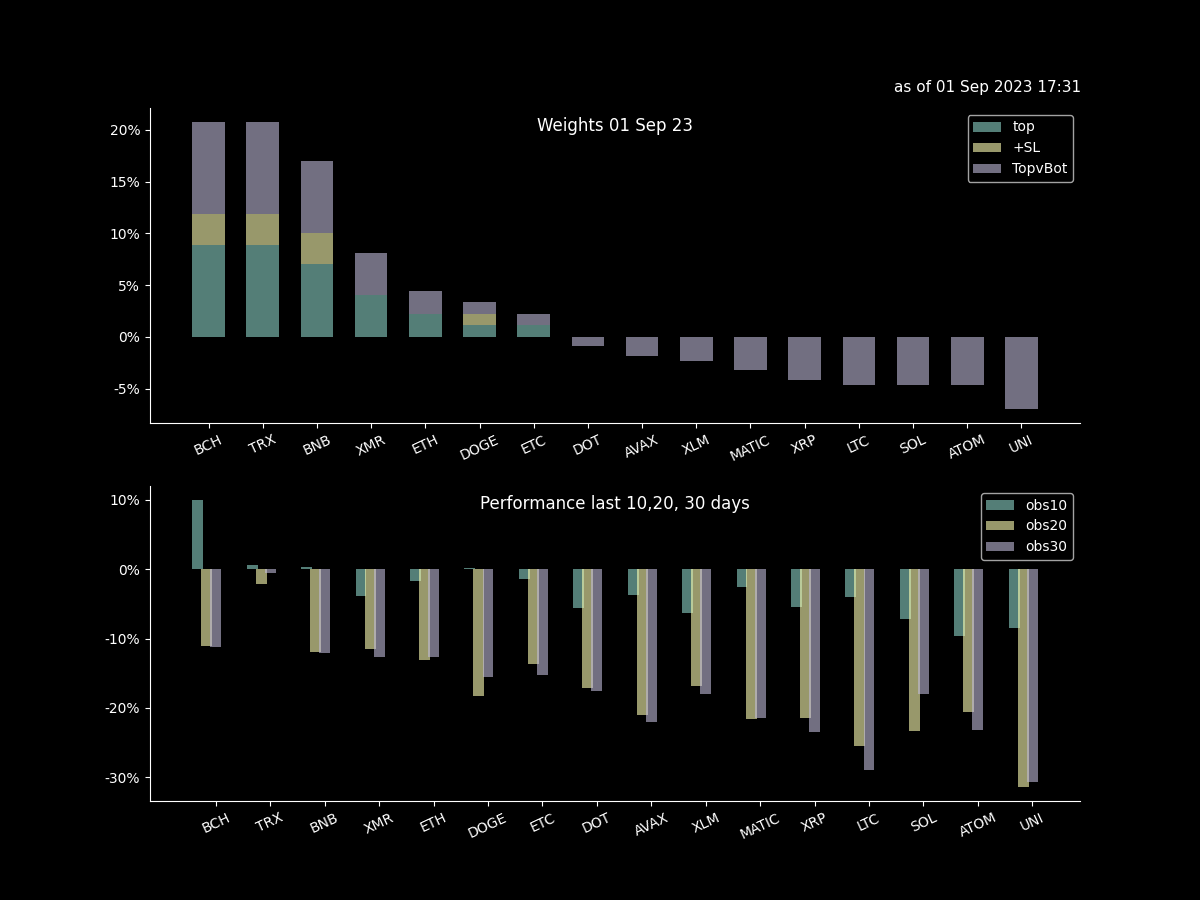 as of 01 Sep 2023 17:31
Weights 01 Sep 23
top
+SL
TopvBot
20%
15%
10%
5%
0%
-5%
BCH TRX BNB XMR ETH DOGE ETC DOT AVAX XLM MATIC XRP LTC SOL ATOM UNI
Performance last 10,20, 30 days
obs10
obs20
obs30
10%
0%
-10%
-20%
-30%
BCH TRX BNB XMR ETH DOGE ETC DOT AVAX XLM MATIC XRP LTC SOL ATOM UNI